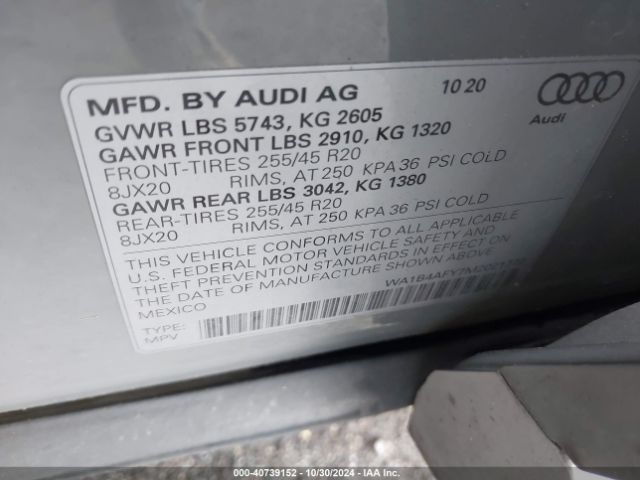 MFD. BY AUDI AG 10 20
Audi
GVWR LBS 5743, KG 2605
GAWR FRONT LBS 2910, KG 1320
FRONT-TIRES 255/45 R20
8JX20 RIMS, AT 250 KPA 36 PSI COLD
GAWR REAR LBS 3042, KG 1380
REAR-TIRES 255/45 R20
8JX20 RIMS, AT 250 KPA 36 PSI COLD
THIS VEHICLE CONFORMS TO ALL APPLICABLE
U.S. FEDERAL MOTOR VEHICLE SAFETY AND
THEFT PREVENTION STANDARDS IN EFFECT ON
THE DATE OF MANUFACTURE SHOWN ABOVE.
MEXICO
TYPE:
MPV
000-40739152 - 10/30/2024 - IAA Inc.